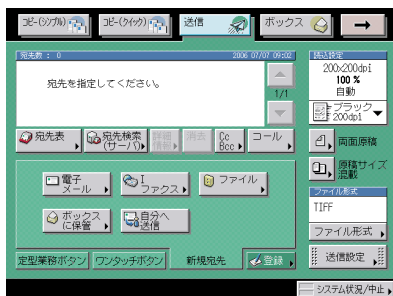 コピー(シンプル)
コピー(クイック)
送信
ボックス
宛先数 : 0
2006 07/07 09:02
宛先を指定してください。
1/1
読込設定
200×200dpi
100 %
自動
ブラック
200dpi
宛先表
宛先検索
(サーバ)
詳細
情報
消去
Cc
Bcc
コール
両面原稿
原稿サイズ
混載
電子
メール
I
ファクス
ファイル
ボックス
に保管
自分へ
送信
ファイル形式
TIFF
ファイル形式
定型業務ボタン
ワンタッチボタン
新規宛先
登録
送信設定
システム状況/中止